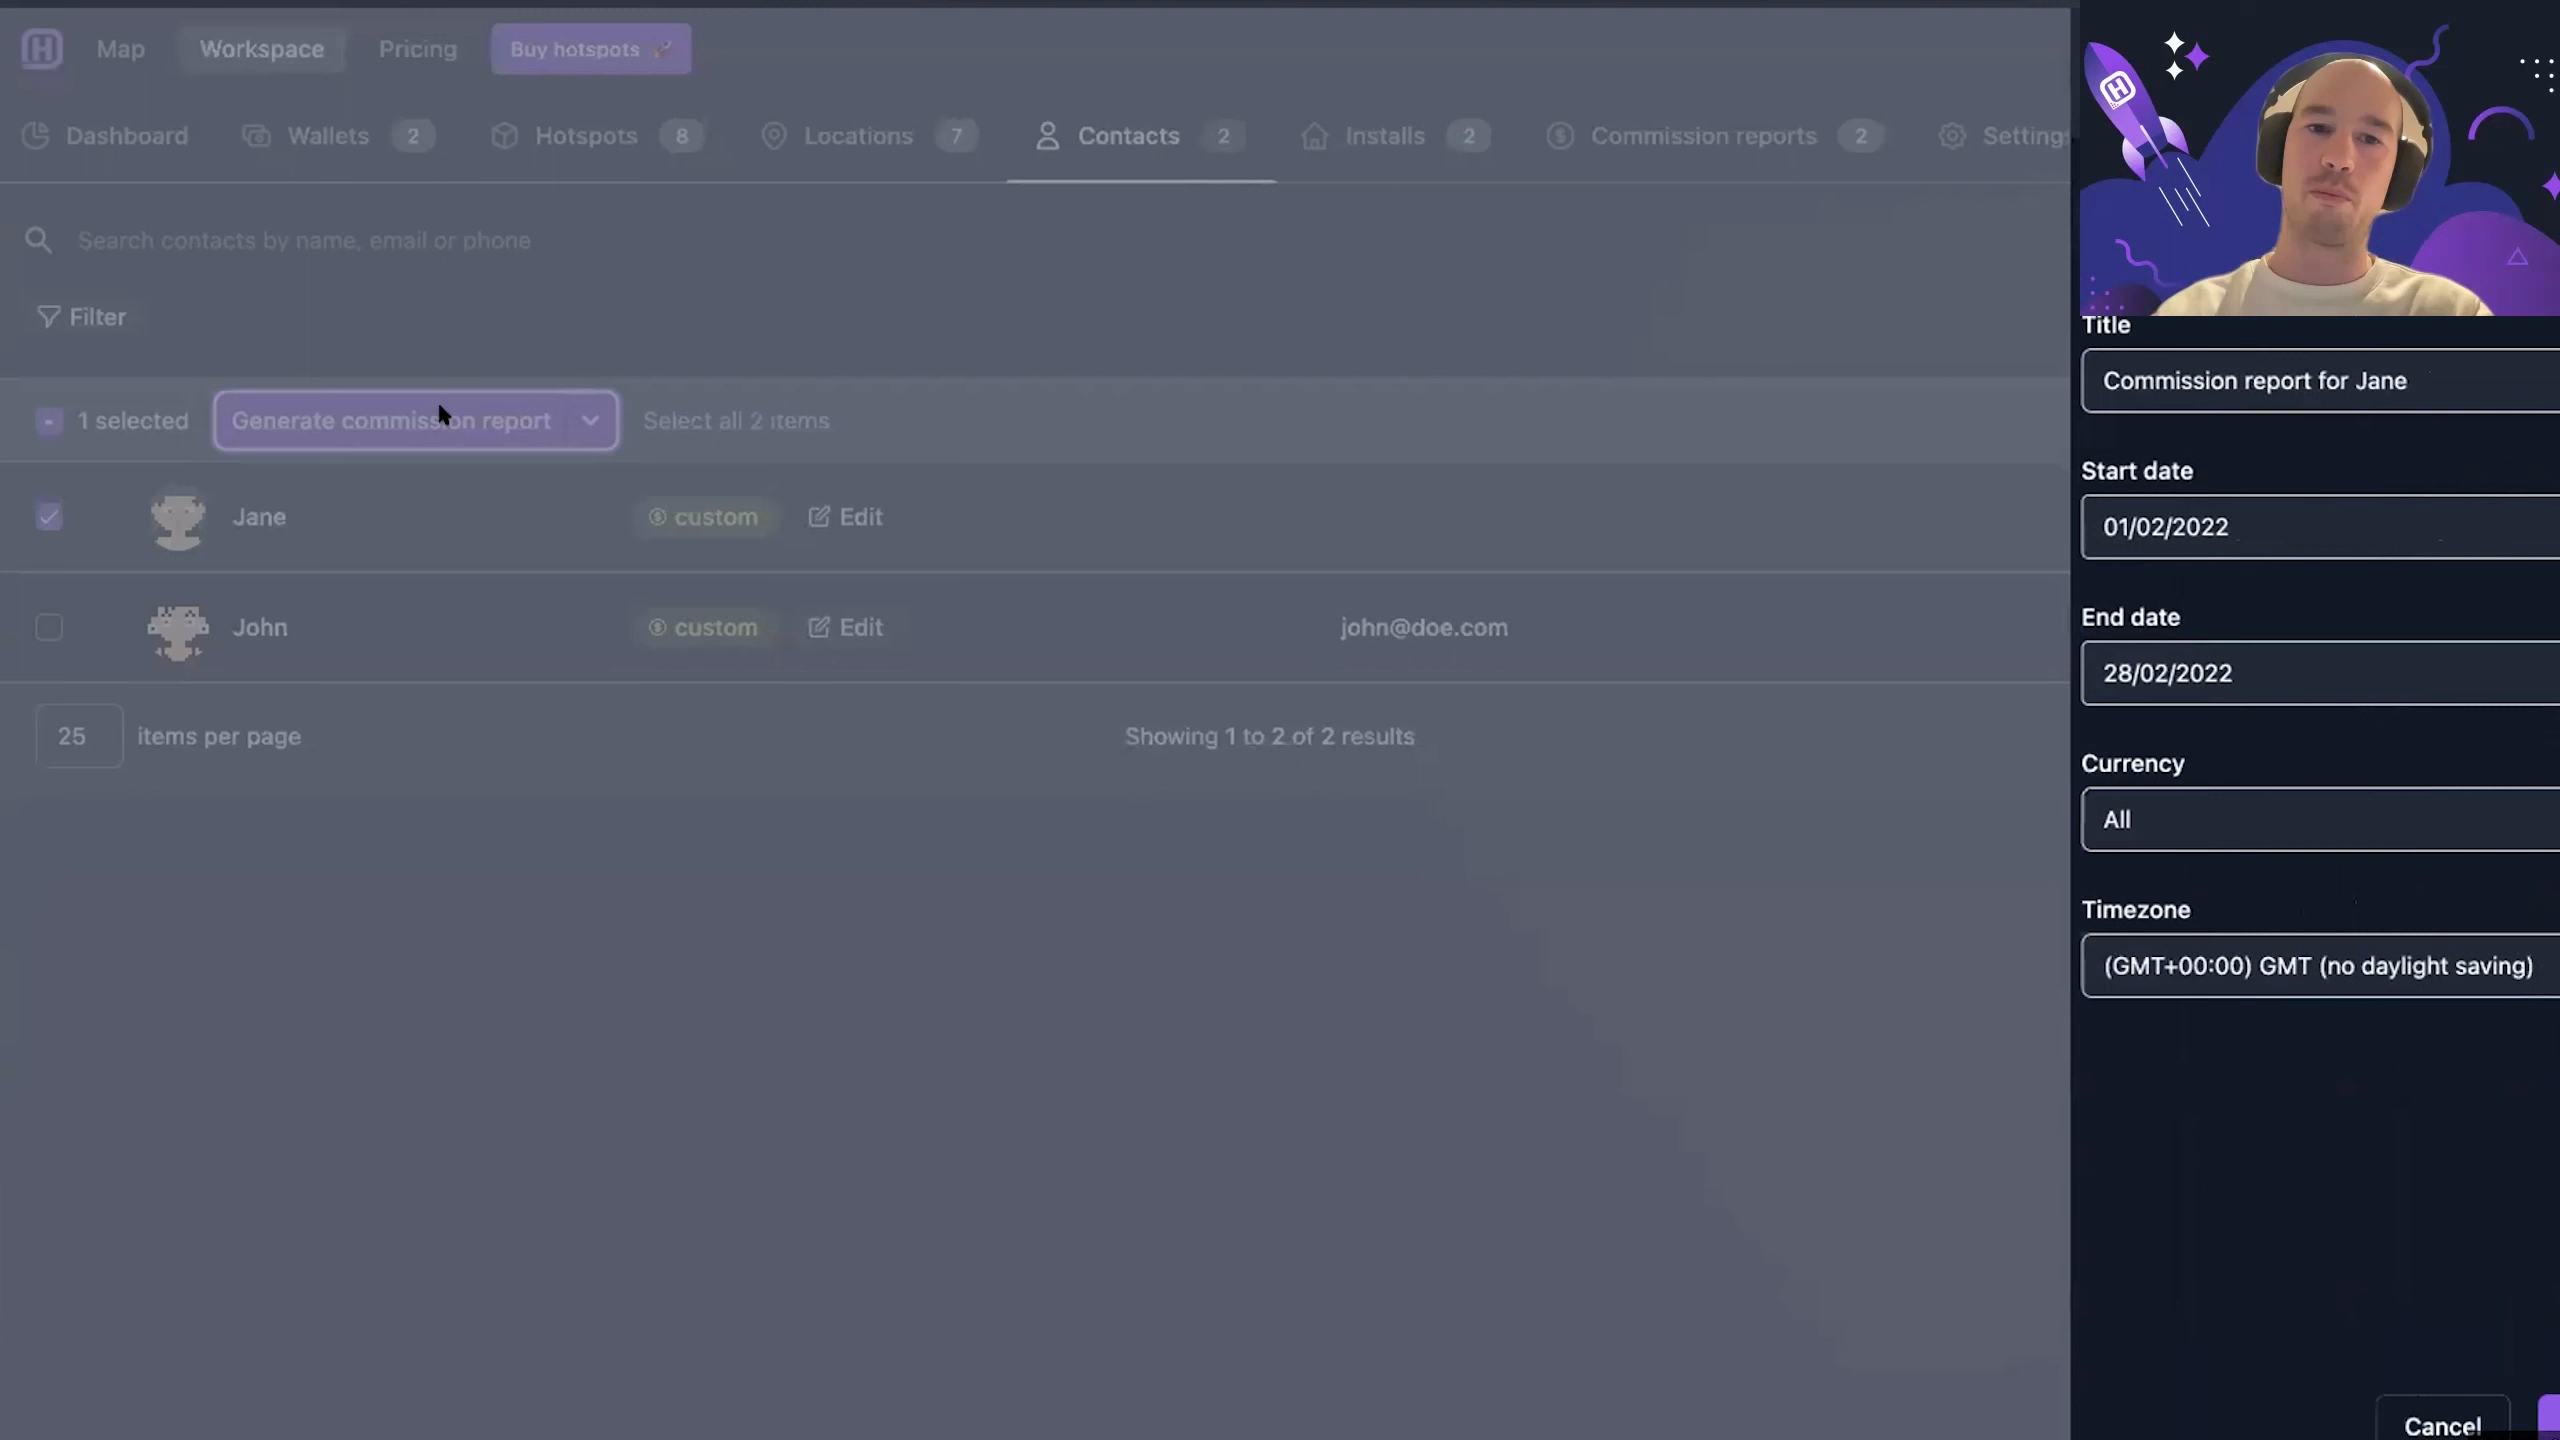 Map Workspace Pricing Buy hotspots
Dashboard Wallets 2 Hotspots 8 Locations 7 Contacts 2 Installs 2 Commission reports 2 Setting
Search contacts by name, email or phone
Filter
1 selected Generate commission report Select all 2 items
Jane custom Edit
John custom Edit john@doe.com
25 items per page Showing 1 to 2 of 2 results
Title
Commission report for Jane
Start date
01/02/2022
End date
28/02/2022
Currency
All
Timezone
(GMT+00:00) GMT (no daylight saving)
Cancel